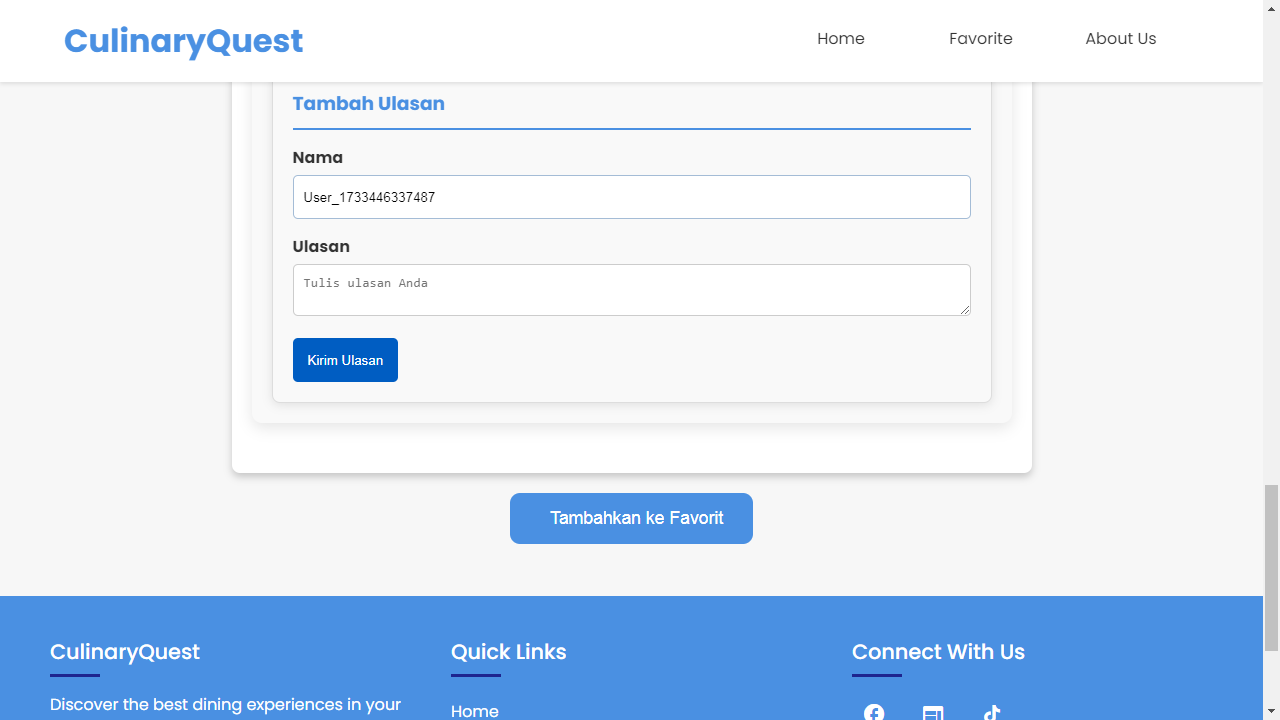 CulinaryQuest
Home Favorite About Us
Tambah Ulasan
Nama
User_1733446337487
Ulasan
Tulis ulasan Anda
Kirim Ulasan
Tambahkan ke Favorit
CulinaryQuest
Discover the best dining experiences in your
Quick Links
Home
Connect With Us